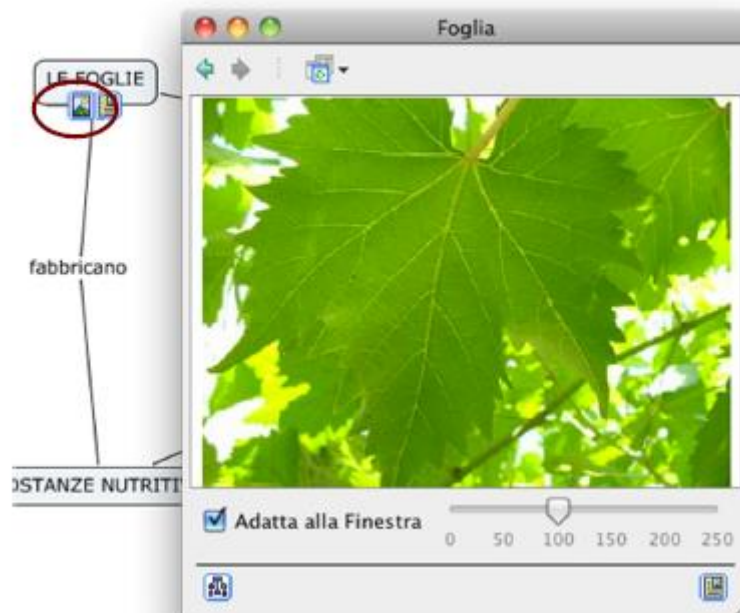 Foglia
LE FOGLIE
fabbricano
OSTANZE NUTRITI
Adatta alla Finestra
0 50 100 150 200 250